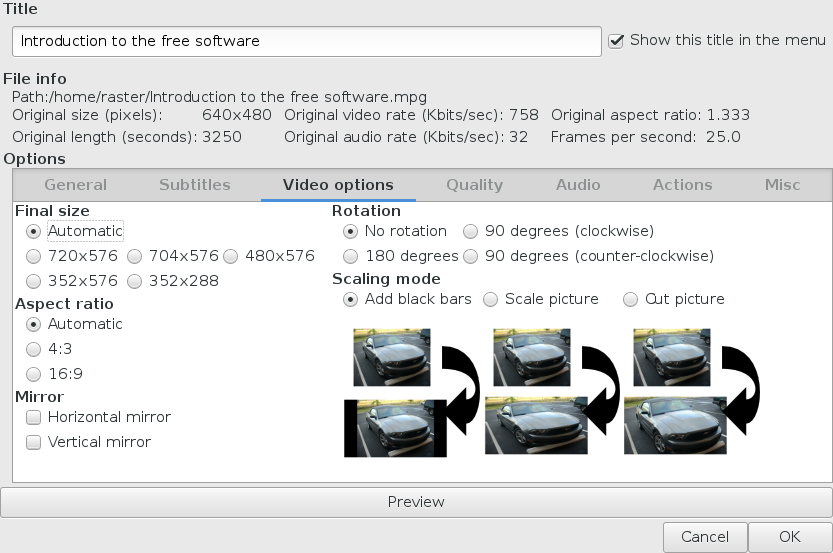 Title
Introduction to the free software
Show this title in the menu
File info
Path:/home/raster/Introduction to the free software.mpg
Original size (pixels): 640x480 Original video rate (Kbits/sec): 758 Original aspect ratio: 1.333
Original length (seconds): 3250 Original audio rate (Kbits/sec): 32 Frames per second: 25.0
Options
General Subtitles Video options Quality Audio Actions Misc
Final size
Automatic
720x576 704x576 480x576
352x576 352x288
Aspect ratio
Automatic
4:3
16:9
Mirror
Horizontal mirror
Vertical mirror
Rotation
No rotation 90 degrees (clockwise)
180 degrees 90 degrees (counter-clockwise)
Scaling mode
Add black bars Scale picture Cut picture
Preview
Cancel OK